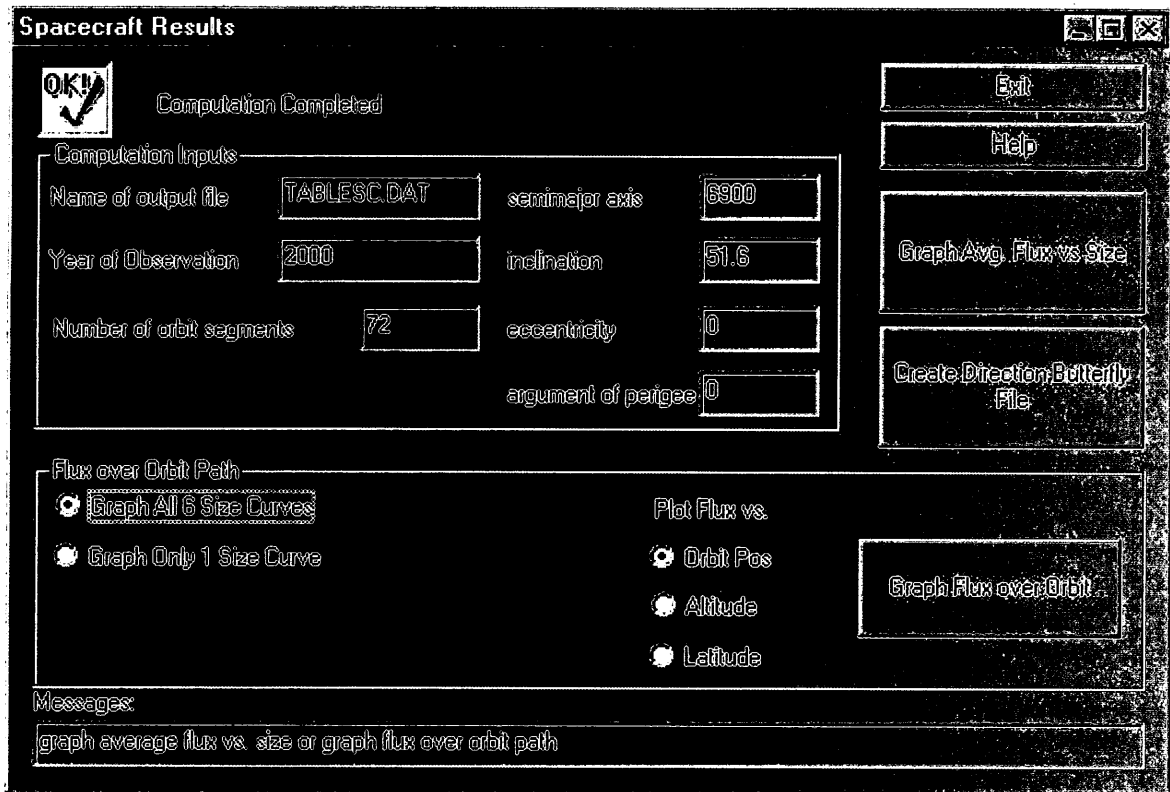 Spacecraft Results
OK!
Computation Completed
Exit
Help
Computation Inputs
Name of output file TABLESC.DAT semimajor axis 6900
Year of Observation 2000 inclination 51.6
Graph Avg. Flux vs Size
Number of orbit segments 72 eccentricity 0
argument of perigee 0
Create Direction Butterfly
File
Flux over Orbit Path
Graph All 6 Size Curves
Graph Only 1 Size Curve
Plot Flux vs.
Orbit Pos
Altitude
Latitude
Graph Flux over Orbit
Messages:
graph average flux vs. size or graph flux over orbit path